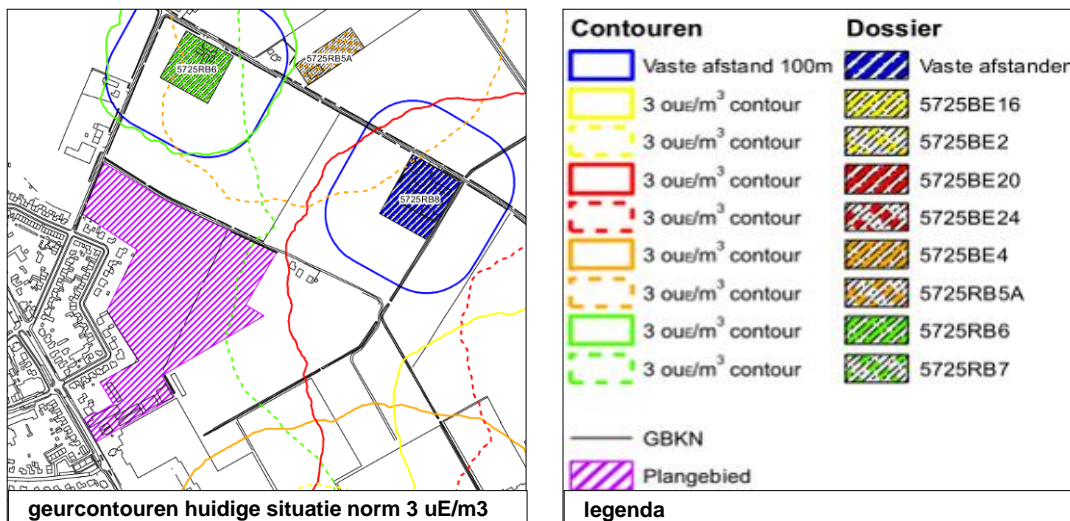 5725RB6
5725RB5A
5725RB8
geurcontouren huidige situatie norm 3 uE/m3
Contouren Dossier
Vaste afstand 100m Vaste afstanden
3 ouE/m³ contour 5725BE16
3 ouE/m³ contour 5725BE2
3 ouE/m³ contour 5725BE20
3 ouE/m³ contour 5725BE24
3 ouE/m³ contour 5725BE4
3 ouE/m³ contour 5725RB5A
3 ouE/m³ contour 5725RB6
3 ouE/m³ contour 5725RB7
GBKN
Plangebied
legenda